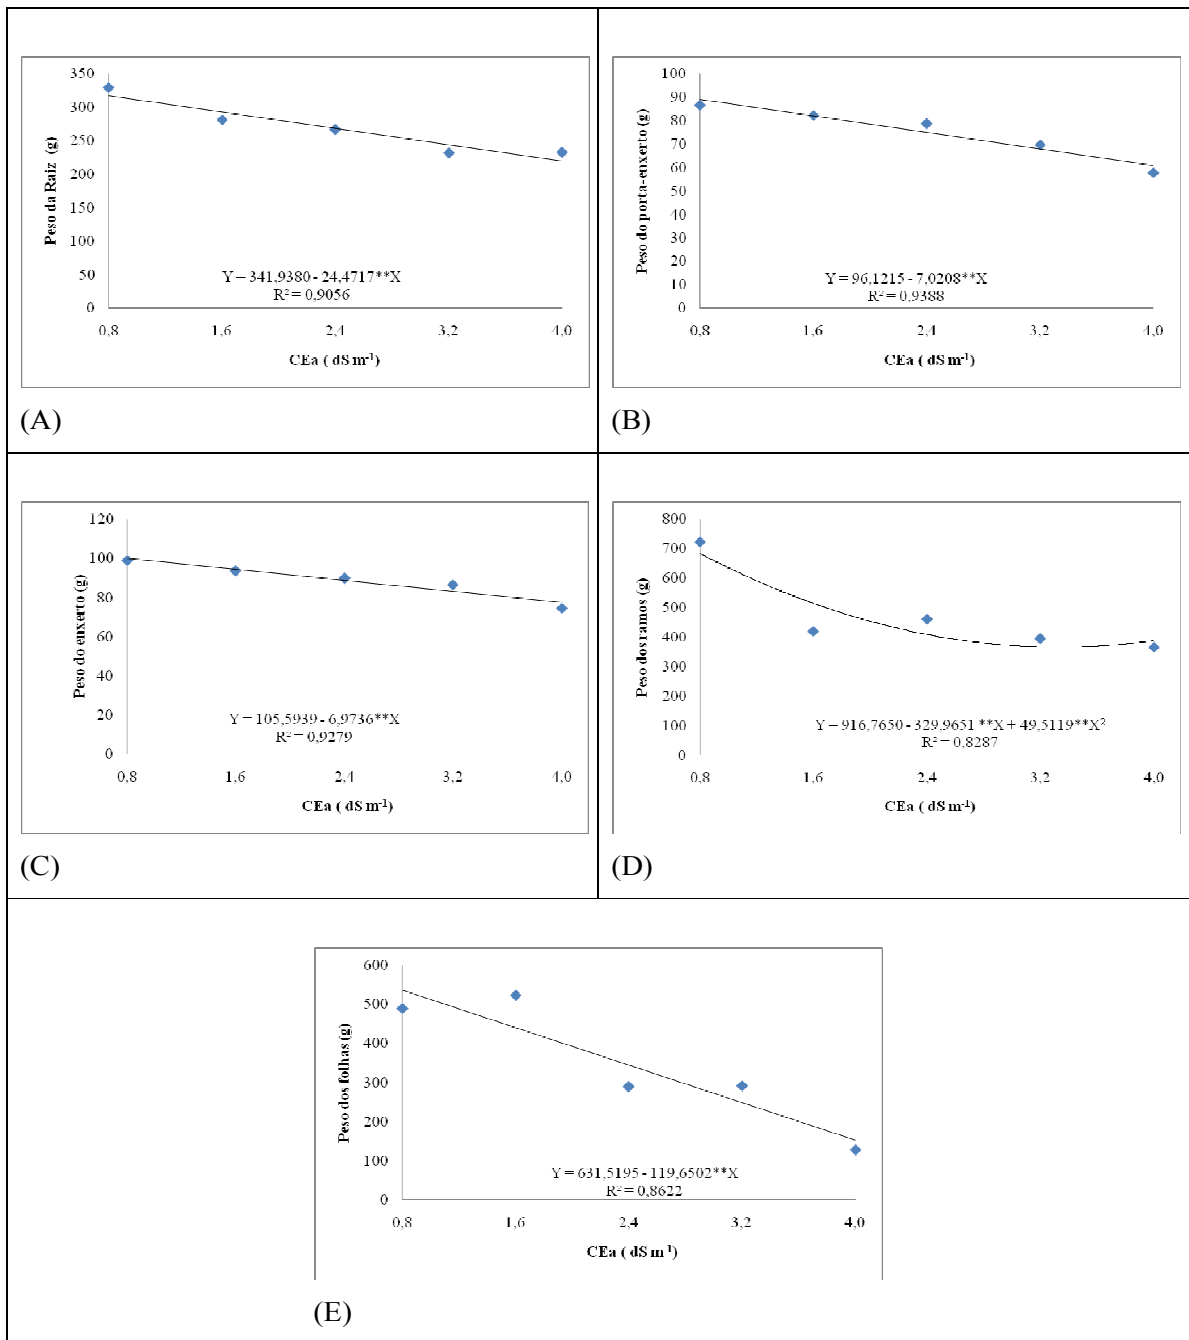 350
300
250
200
150
100
50
0
Peso da Raiz (g)
Y = 341,9380 - 24,4717**X
R² = 0,9056
0,8 1,6 2,4 3,2 4,0
CEa ( dS m⁻¹)
(A)
100
90
80
70
60
50
40
30
20
10
0
Peso do porta-enxerto (g)
Y = 96,1215 - 7,0208**X
R² = 0,9388
0,8 1,6 2,4 3,2 4,0
CEa ( dS m⁻¹)
(B)
120
100
80
60
40
20
0
Peso do enxerto (g)
Y = 105,5939 - 6,9736**X
R² = 0,9279
0,8 1,6 2,4 3,2 4,0
CEa ( dS m⁻¹)
(C)
800
700
600
500
400
300
200
100
0
Peso dos ramos (g)
Y = 916,7650 - 329,9651 **X + 49,5119**X²
R² = 0,8287
0,8 1,6 2,4 3,2 4,0
CEa ( dS m⁻¹)
(D)
600
500
400
300
200
100
0
Peso dos folhas (g)
Y = 631,5195 - 119,6502**X
R² = 0,8622
0,8 1,6 2,4 3,2 4,0
CEa ( dS m⁻¹)
(E)